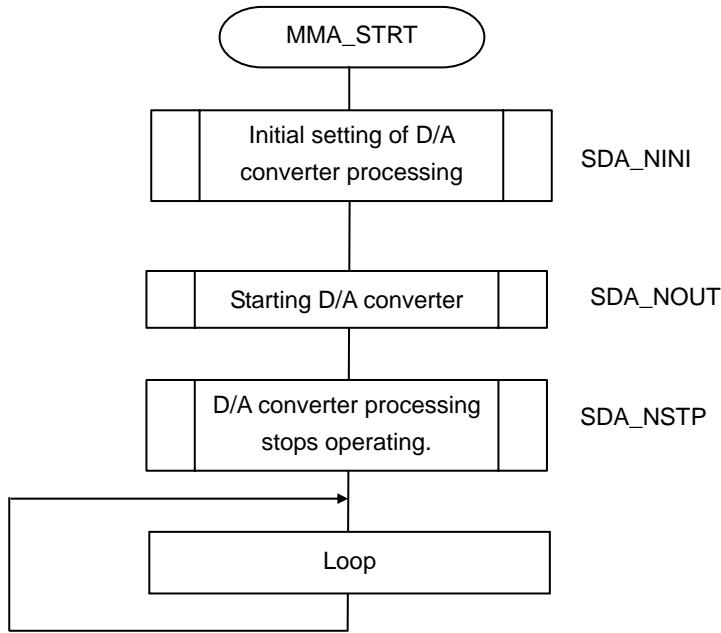 MMA_STRT
Initial setting of D/A
converter processing
SDA_NINI
Starting D/A converter
SDA_NOUT
D/A converter processing
stops operating.
SDA_NSTP
Loop